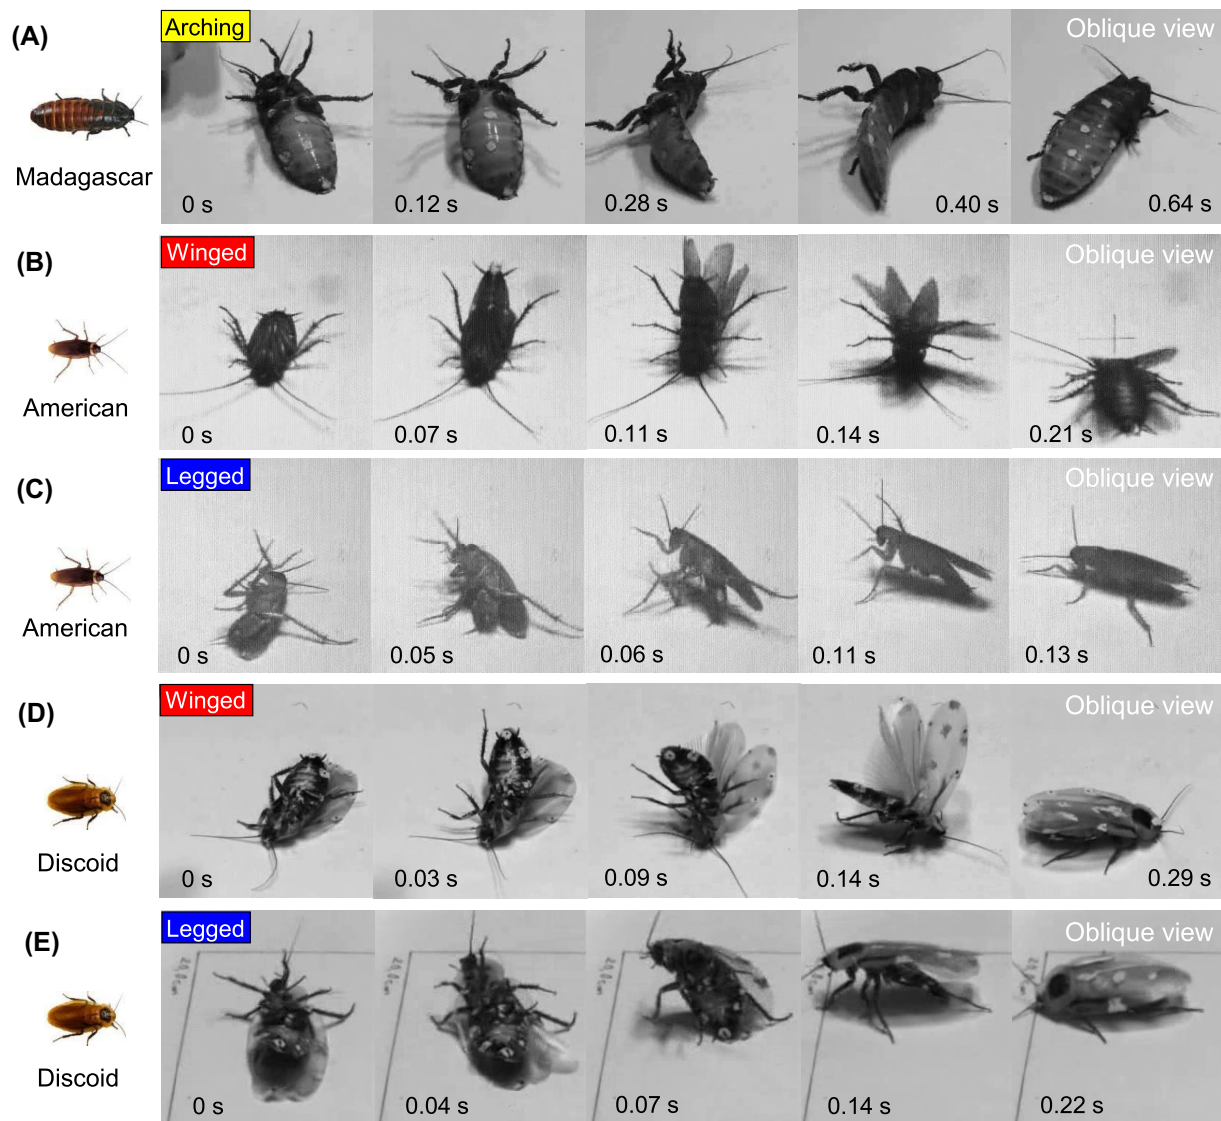 (A)
Arching
Oblique view
Madagascar
0 s
0.12 s
0.28 s
0.40 s
0.64 s
(B)
Winged
Oblique view
American
0 s
0.07 s
0.11 s
0.14 s
0.21 s
(C)
Legged
Oblique view
American
0 s
0.05 s
0.06 s
0.11 s
0.13 s
(D)
Winged
Oblique view
Discoid
0 s
0.03 s
0.09 s
0.14 s
0.29 s
(E)
Legged
Oblique view
Discoid
0 s
0.04 s
0.07 s
0.14 s
0.22 s